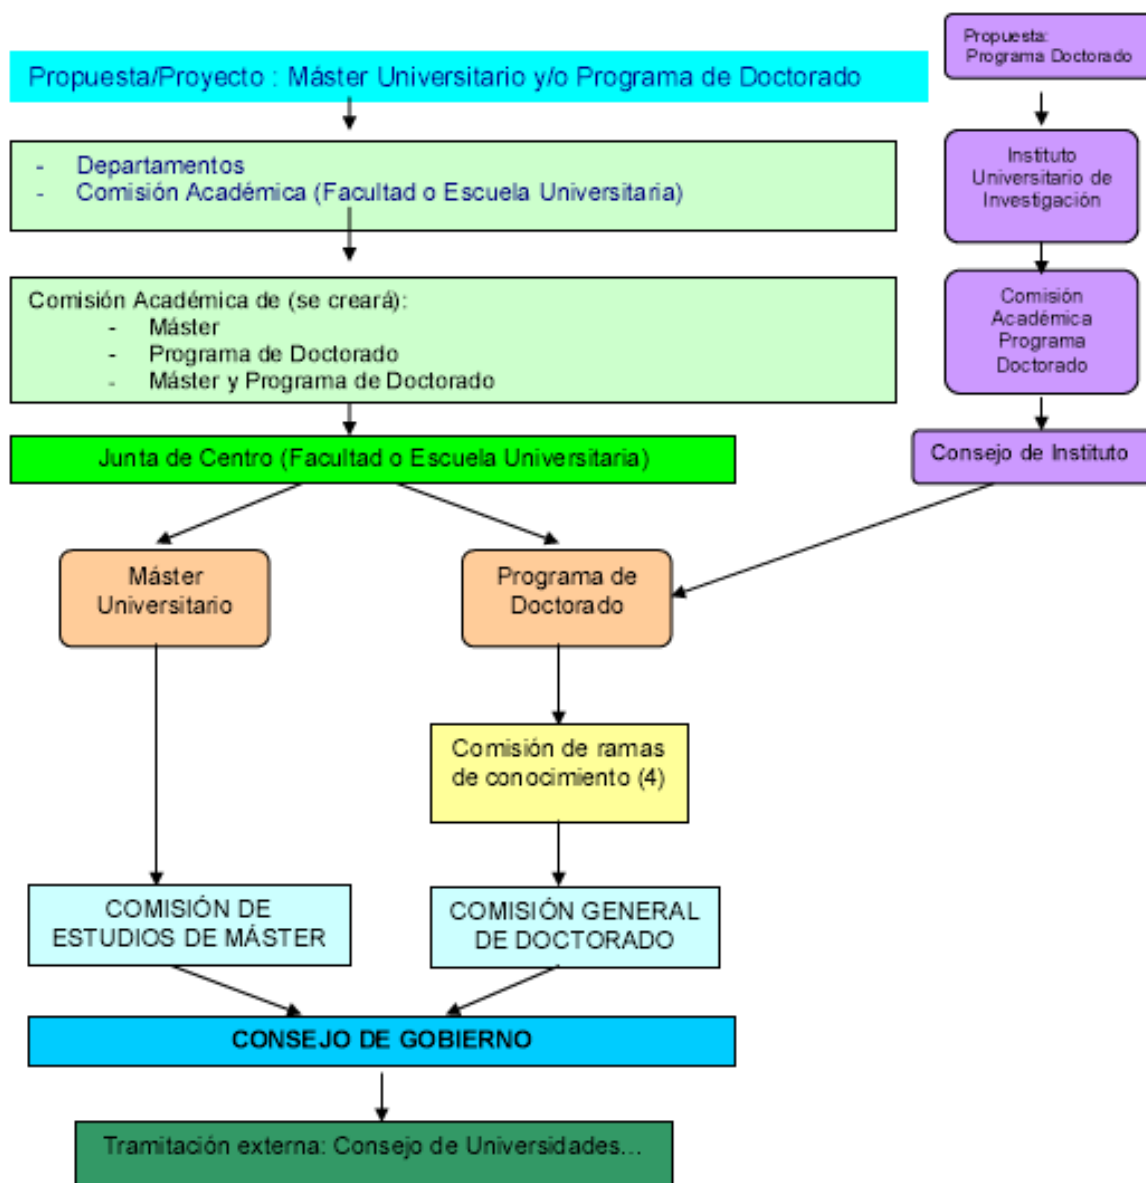 Propuesta:
Programa Doctorado
Propuesta/Proyecto : Máster Universitario y/o Programa de Doctorado
- Departamentos
- Comisión Académica (Facultad o Escuela Universitaria)
Instituto
Universitario de
Investigación
Comisión Académica de (se creará):
- Máster
- Programa de Doctorado
- Máster y Programa de Doctorado
Comisión
Académica
Programa
Doctorado
Junta de Centro (Facultad o Escuela Universitaria)
Consejo de Instituto
Máster
Universitario
Programa de
Doctorado
Comisión de ramas
de conocimiento (4)
COMISIÓN DE
ESTUDIOS DE MÁSTER
COMISIÓN GENERAL
DE DOCTORADO
CONSEJO DE GOBIERNO
Tramitación externa: Consejo de Universidades...